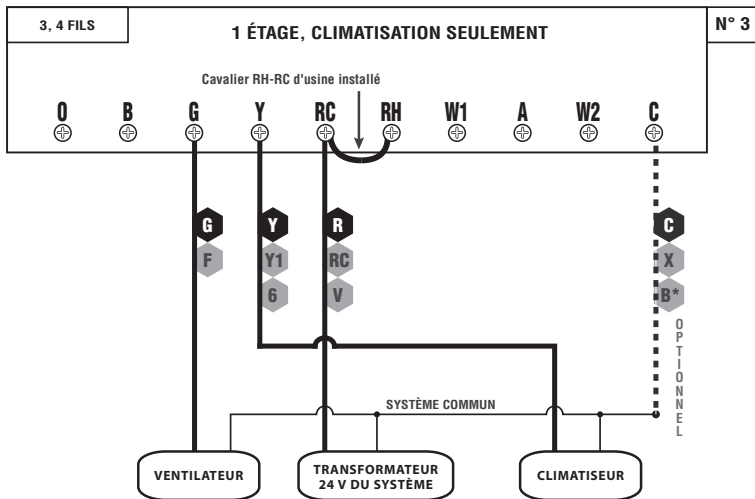 3, 4 FILS
1 ÉTAGE, CLIMATISATION SEULEMENT
N° 3
Cavalier RH-RC d'usine installé
O B G Y RC RH W1 A W2 C
G Y R C
F Y1 RC X
6 V B*
OPTIONNEL
SYSTÈME COMMUN
VENTILATEUR
TRANSFORMATEUR
24 V DU SYSTÈME
CLIMATISEUR